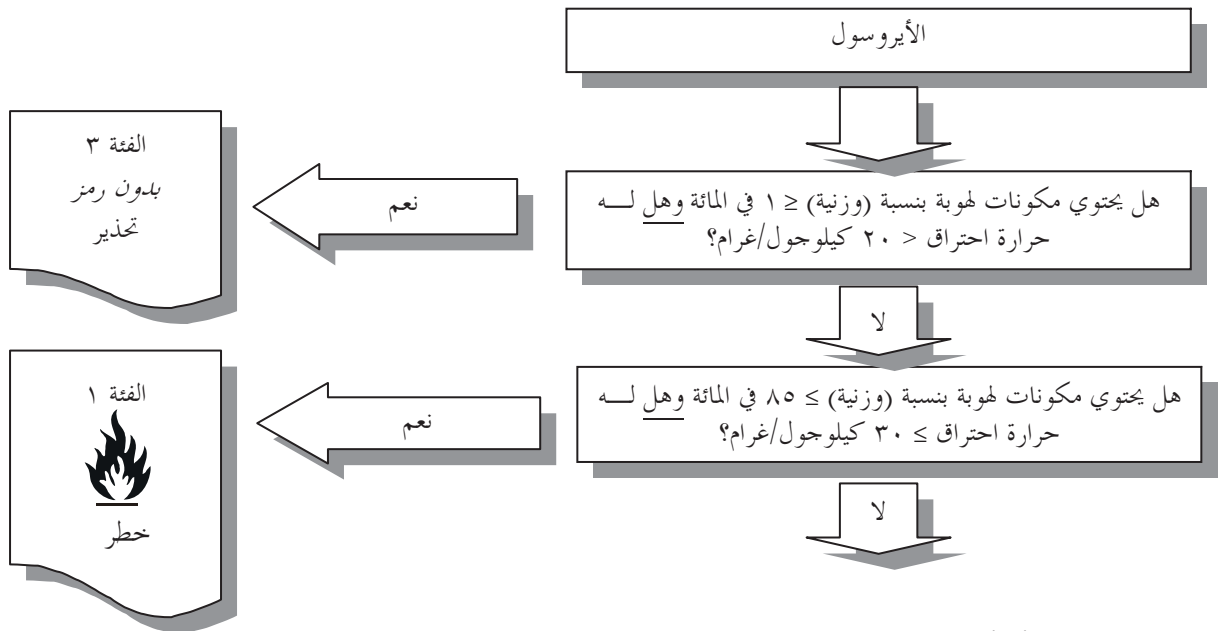 الأيروسول
هل يحتوي مكونات لهوبة بنسبة (وزنية) ≤ ١ في المائة وهل لـــه
حرارة احتراق < ٢٠ كيلوجول/غرام؟
نعم
الفئة ٣
بدون رمز
تحذير
لا
هل يحتوي مكونات لهوبة بنسبة (وزنية) ≥ ٨٥ في المائة وهل لـــه
حرارة احتراق ≥ ٣٠ كيلوجول/غرام؟
نعم
الفئة ١
خطر
لا